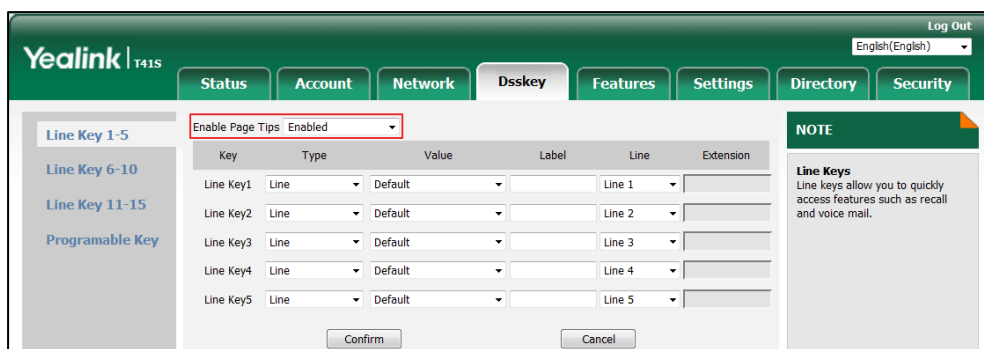 Log Out
Yealink T41S
English(English)
Status Account Network Dsskey Features Settings Directory Security
Line Key 1-5
Line Key 6-10
Line Key 11-15
Programable Key
Enable Page Tips Enabled
Key Type Value Label Line Extension
Line Key1 Line Default Line 1
Line Key2 Line Default Line 2
Line Key3 Line Default Line 3
Line Key4 Line Default Line 4
Line Key5 Line Default Line 5
Confirm Cancel
NOTE
Line Keys
Line keys allow you to quickly
access features such as recall
and voice mail.